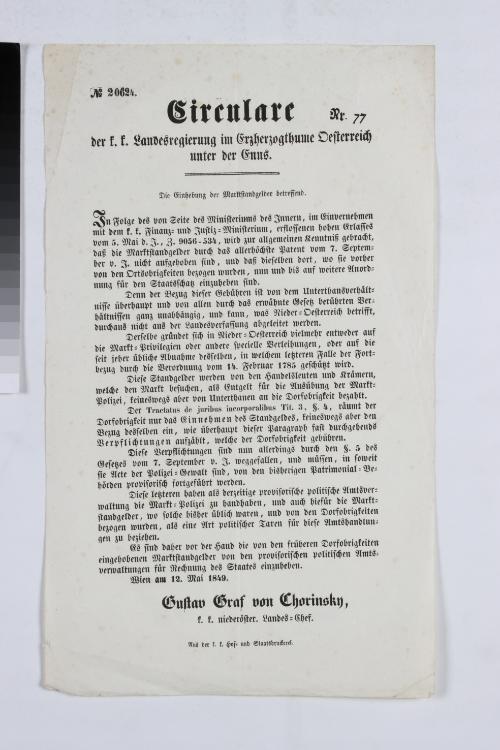 № 20624.
Circulare Nr. 77
der k. k. Landesregierung im Erzherzogthume Oesterreich
unter der Enns.
Die Einhebung der Marktstandgelder betreffend.
In Folge des von Seite des Ministeriums des Innern, im Einvernehmen
mit dem k. k. Finanz- und Justiz-Ministerium, erflossenen hohen Erlasses
vom 5. Mai d. J., Z. 9056-534, wird zur allgemeinen Kenntniß gebracht,
daß die Marktstandgelder durch das allerhöchste Patent vom 7. Septem-
ber v. J. nicht aufgehoben sind, und daß dieselben dort, wo sie vorher
von den Ortsobrigkeiten bezogen wurden, nun und bis auf weitere Anord-
nung für den Staatsschatz einzuheben sind.
Denn der Bezug dieser Gebühren ist von dem Unterthansverhält-
nisse überhaupt und von allen durch das erwähnte Gesetz berührten Ver-
hältnissen ganz unabhängig, und kann, was Nieder-Oesterreich betrifft,
durchaus nicht aus der Landesverfassung abgeleitet werden.
Derselbe gründet sich in Nieder-Oesterreich vielmehr entweder auf
die Markt-Privilegien oder andere specielle Verleihungen, oder auf die
seit jeher übliche Abnahme desselben, in welchem letzteren Falle der Fort-
bezug durch die Verordnung vom 14. Februar 1785 geschützt wird.
Diese Standgelder werden von den Handelsleuten und Krämern,
welche den Markt besuchen, als Entgelt für die Ausübung der Markt-
Polizei, keineswegs aber von Unterthanen an die Dorfobrigkeit bezahlt.
Der Tractatus de juribus incorporalibus Tit. 3, §. 4, räumt der
Dorfobrigkeit nur das Einnehmen des Standgeldes, keineswegs aber den
Bezug desselben ein, wie überhaupt dieser Paragraph fast durchgehends
Verpflichtungen aufzählt, welche der Dorfobrigkeit gebühren.
Diese Verpflichtungen sind nun allerdings durch den §. 5 des
Gesetzes vom 7. September v. J. weggefallen, und müssen, in soweit
sie Acte der Polizei-Gewalt sind, von den bisherigen Patrimonial-Be-
hörden provisorisch fortgeführt werden.
Diese letzteren haben als derzeitige provisorische politische Amtsver-
waltung die Markt-Polizei zu handhaben, und auch hiefür die Markt-
standgelder, wo solche bisher üblich waren, und von den Dorfobrigkeiten
bezogen wurden, als eine Art politischer Taxen für diese Amtshandlun-
gen zu beziehen.
Es sind daher vor der Hand die von den früheren Dorfobrigkeiten
eingehobenen Marktstandgelder von den provisorischen politischen Amts-
verwaltungen für Rechnung des Staates einzuheben.
Wien am 12. Mai 1849.
Gustav Graf von Chorinsky,
k. k. niederöster. Landes-Chef.
Aus der k. k. Hof- und Staatsdruckerei.